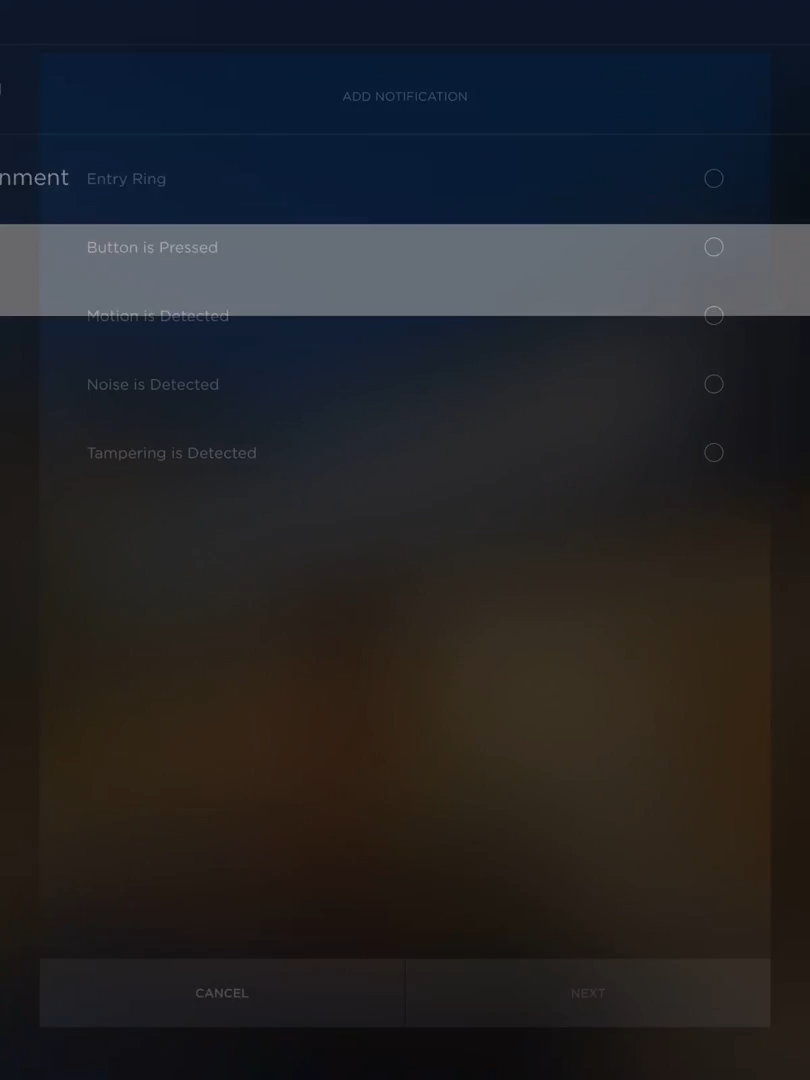 ADD NOTIFICATION
nment
Entry Ring
Button is Pressed
Motion is Detected
Noise is Detected
Tampering is Detected
CANCEL
NEXT